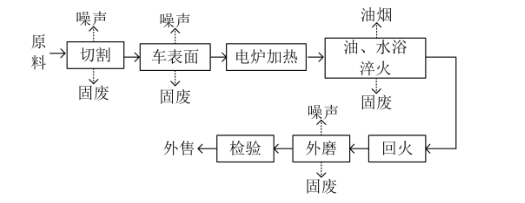 噪声
噪声
油烟
原料
切割
车表面
电炉加热
油、水浴
淬火
固废
固废
固废
噪声
外售
检验
外磨
回火
固废